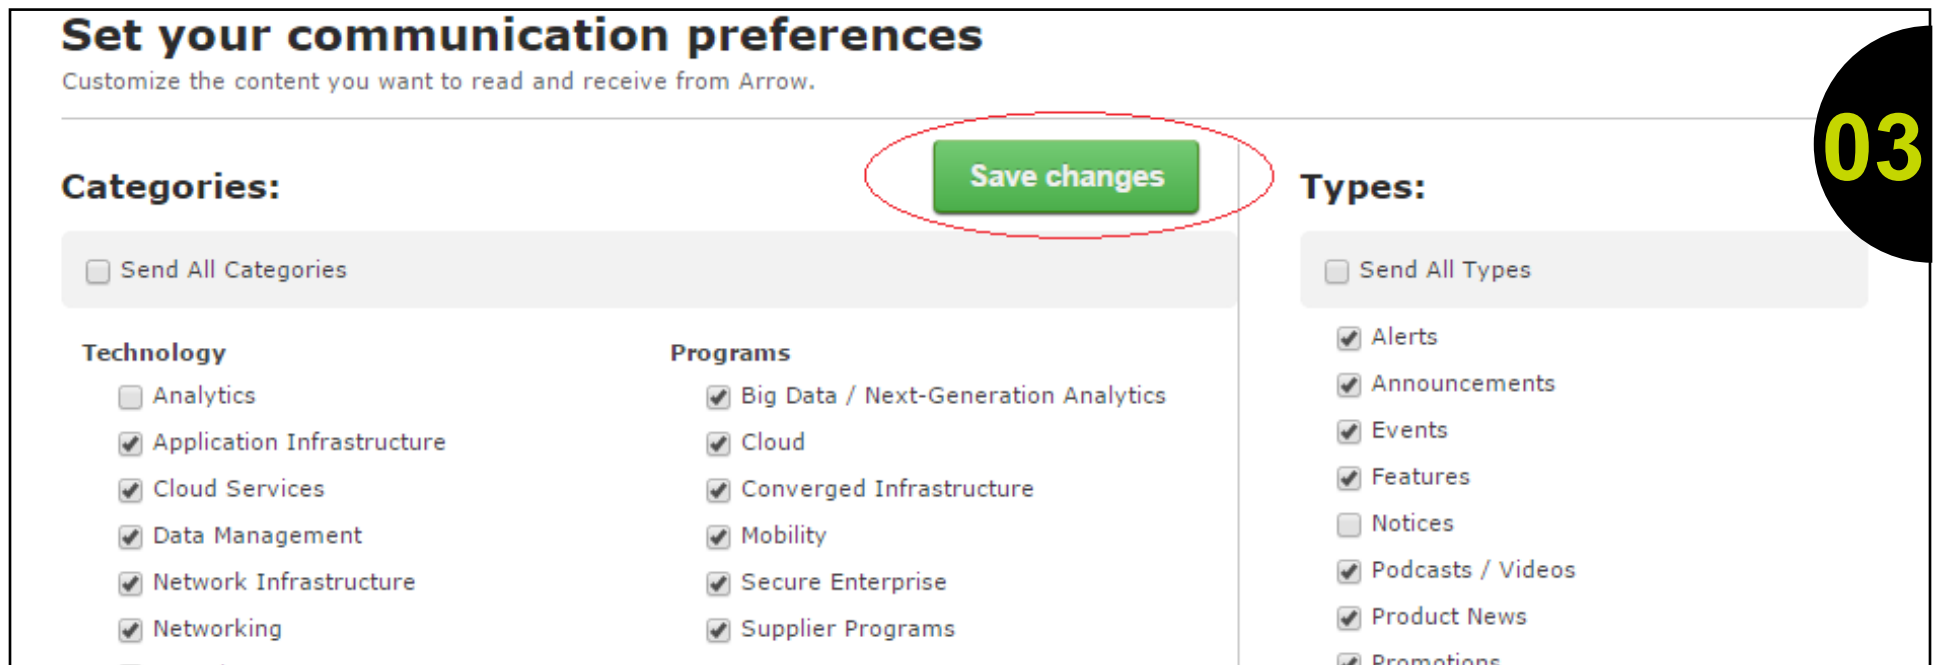 Set your communication preferences
Customize the content you want to read and receive from Arrow.
03
Save changes
Categories:
Send All Categories
Technology
Analytics
Application Infrastructure
Cloud Services
Data Management
Network Infrastructure
Networking
Programs
Big Data / Next-Generation Analytics
Cloud
Converged Infrastructure
Mobility
Secure Enterprise
Supplier Programs
Types:
Send All Types
Alerts
Announcements
Events
Features
Notices
Podcasts / Videos
Product News
Promotions